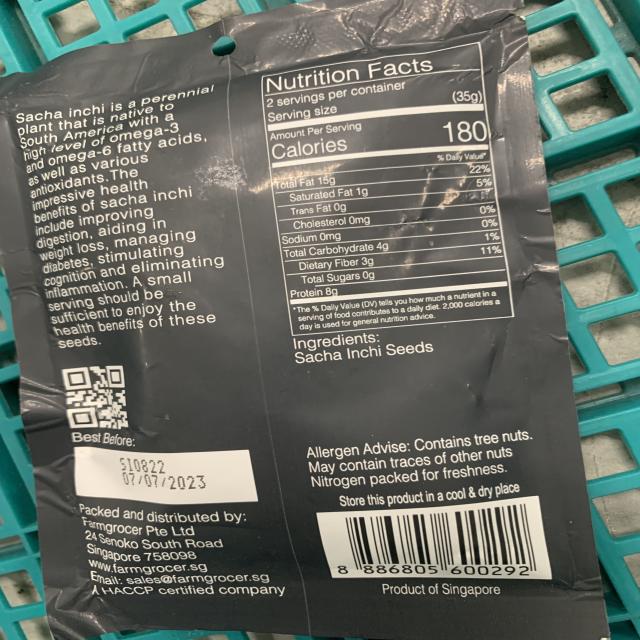 Sacha inchi is a perennial
plant that is native to
South America with a
high level of omega-3
and omega-6 fatty acids,
as well as various
antioxidants. The
impressive health
benefits of sacha inchi
include improving
digestion, aiding in
weight loss, managing
diabetes, stimulating
cognition and eliminating
inflammation. A small
serving should be
sufficient to enjoy the
health benefits of these
seeds.
Best Before:
SI0822
07/07/2023
Packed and distributed by:
Farmgrocer Pte Ltd
24 Senoko South Road
Singapore 758098
www.farmgrocer.sg
Email: sales@farmgrocer.sg
A HACCP certified company
Nutrition Facts
2 servings per container
Serving size (35g)
Amount Per Serving
Calories 180
% Daily Value*
Total Fat 15g 22%
Saturated Fat 1g 5%
Trans Fat 0g
Cholesterol 0mg 0%
Sodium 0mg 0%
Total Carbohydrate 4g 1%
Dietary Fiber 3g 11%
Total Sugars 0g
Protein 8g
*The % Daily Value (DV) tells you how much a nutrient in a
serving of food contributes to a daily diet. 2,000 calories a
day is used for general nutrition advice.
Ingredients:
Sacha Inchi Seeds
Allergen Advise: Contains tree nuts.
May contain traces of other nuts
Nitrogen packed for freshness.
Store this product in a cool & dry place
8 886805 600292
Product of Singapore